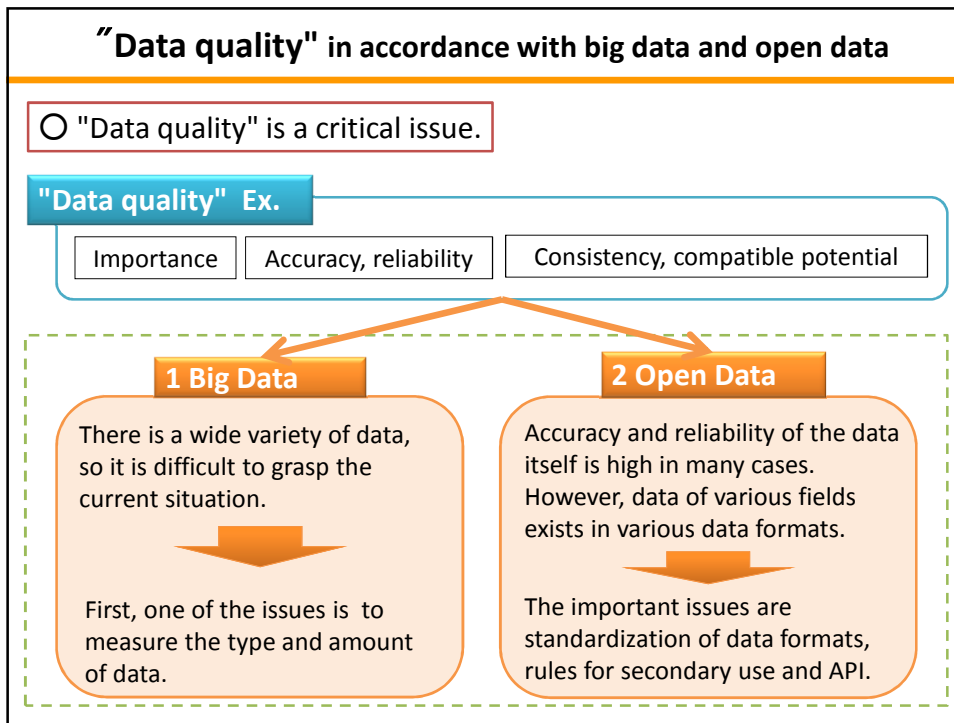 "Data quality" in accordance with big data and open data
○ "Data quality" is a critical issue.
"Data quality" Ex.
Importance
Accuracy, reliability
Consistency, compatible potential
1 Big Data
There is a wide variety of data,
so it is difficult to grasp the
current situation.
First, one of the issues is to
measure the type and amount
of data.
2 Open Data
Accuracy and reliability of the data
itself is high in many cases.
However, data of various fields
exists in various data formats.
The important issues are
standardization of data formats,
rules for secondary use and API.